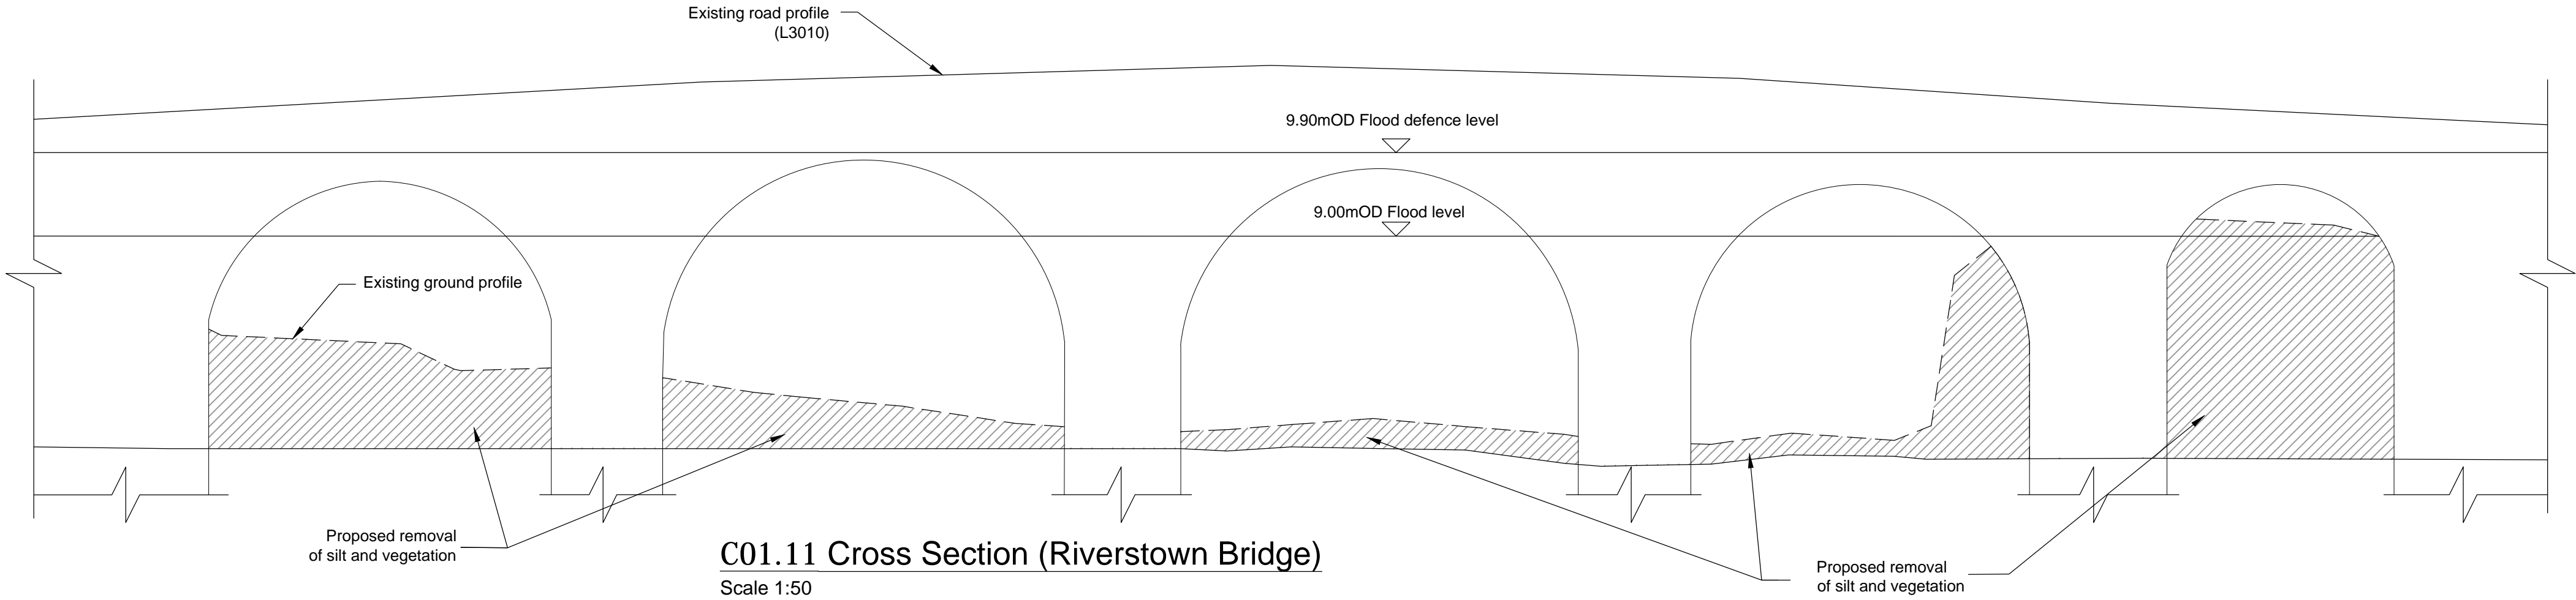 Existing road profile
(L3010)
9.90mOD Flood defence level
9.00mOD Flood level
Existing ground profile
Proposed removal
of silt and vegetation
C01.11 Cross Section (Riverstown Bridge)
Scale 1:50
Proposed removal
of silt and vegetation